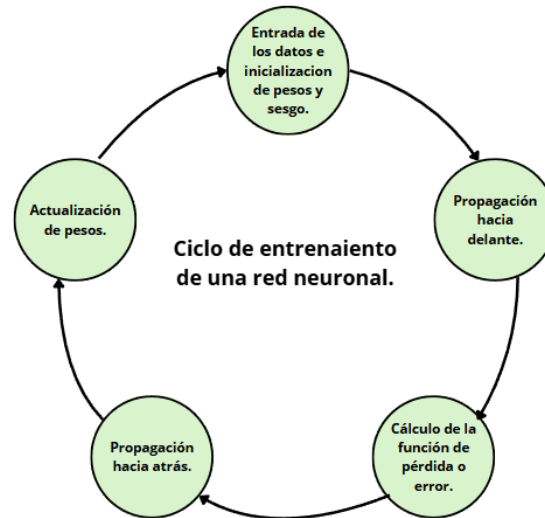 Entrada de
los datos e
inicializacion
de pesos y
sesgo.
Propagación
hacia
delante.
Cálculo de la
función de
pérdida o
error.
Propagación
hacia atrás.
Actualización
de pesos.
Ciclo de entrenaiento
de una red neuronal.